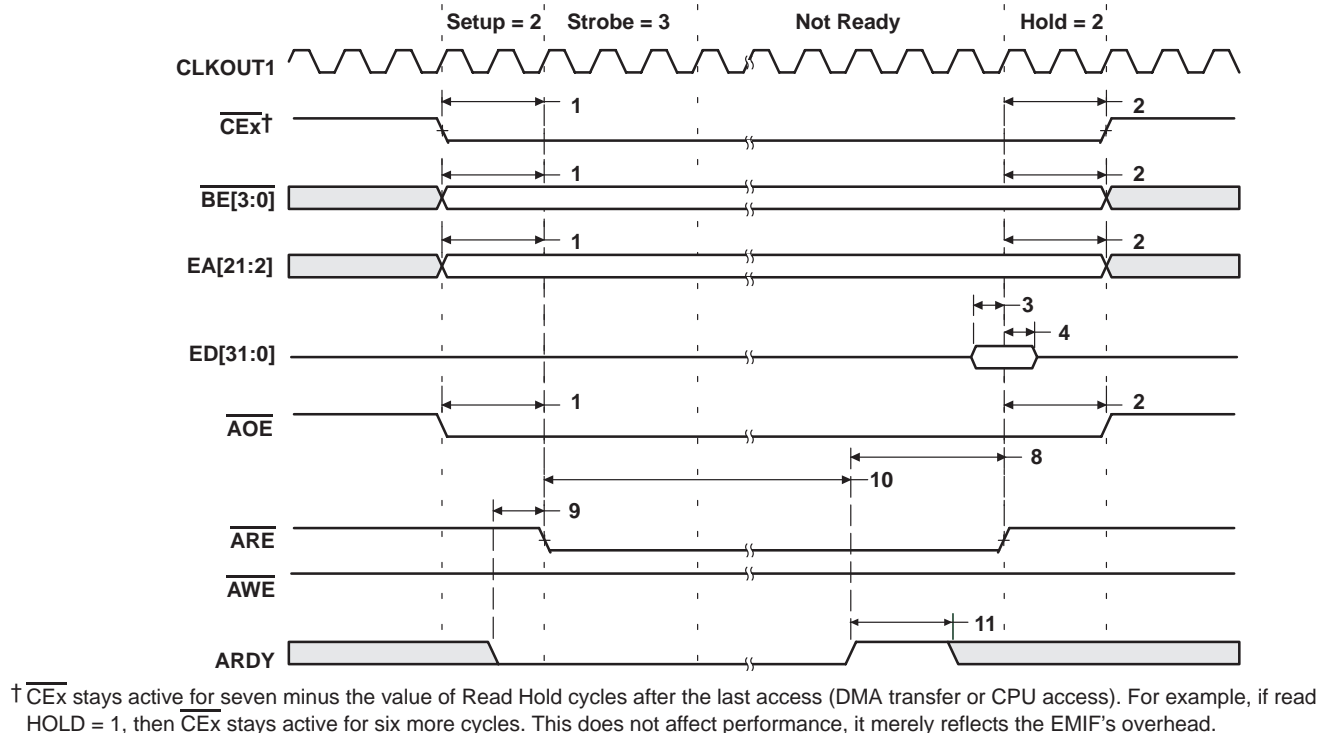 Setup = 2 Strobe = 3 Not Ready Hold = 2
CLKOUT1
1 2
CEx†
1 2
BE[3:0]
1 2
EA[21:2]
3
4
ED[31:0]
1 2
AOE
8
10
9
ARE
AWE
11
ARDY
† CEx stays active for seven minus the value of Read Hold cycles after the last access (DMA transfer or CPU access). For example, if read
HOLD = 1, then CEx stays active for six more cycles. This does not affect performance, it merely reflects the EMIF’s overhead.